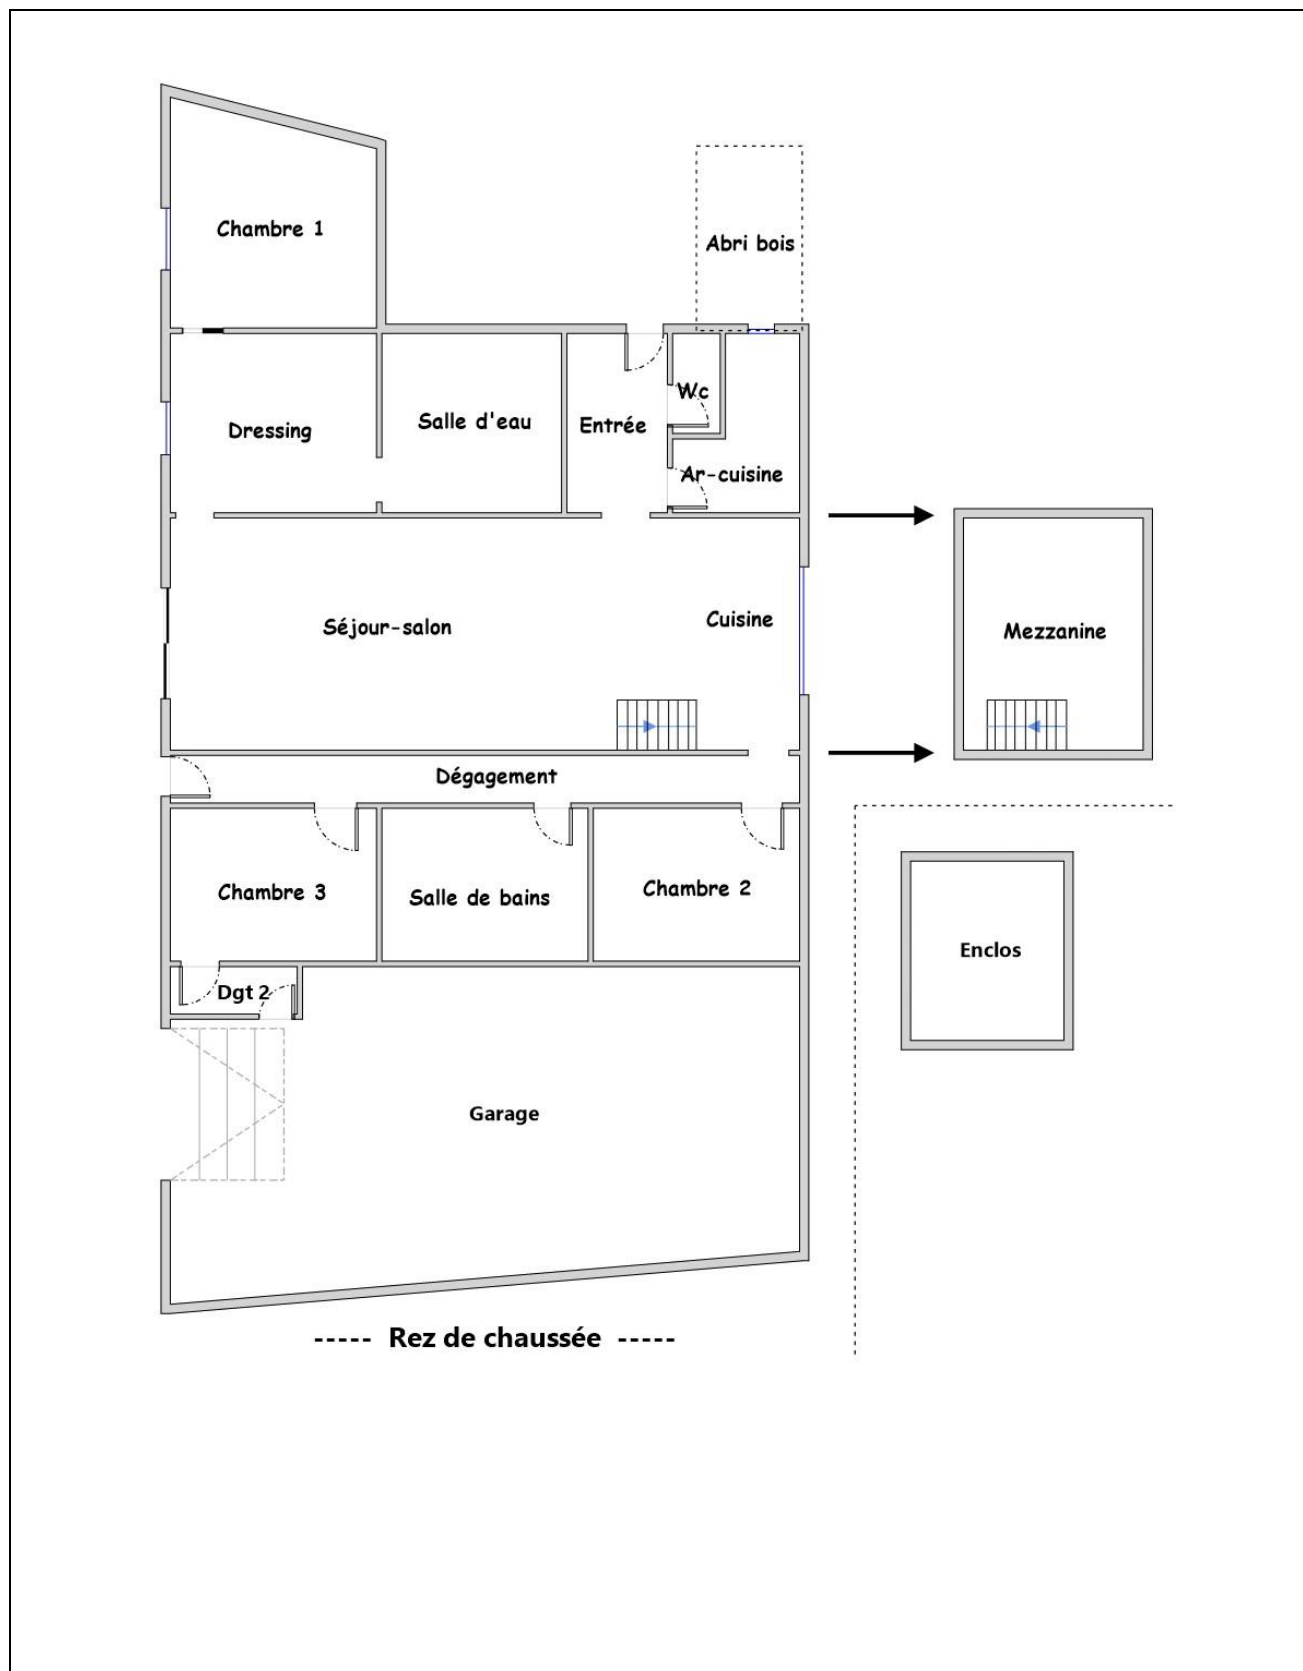 Chambre 1
Abri bois
Wc
Dressing
Salle d'eau
Entrée
Ar-cuisine
Séjour-salon
Cuisine
Mezzanine
Dégagement
Chambre 3
Salle de bains
Chambre 2
Enclos
Dgt 2
Garage
----- Rez de chaussée -----